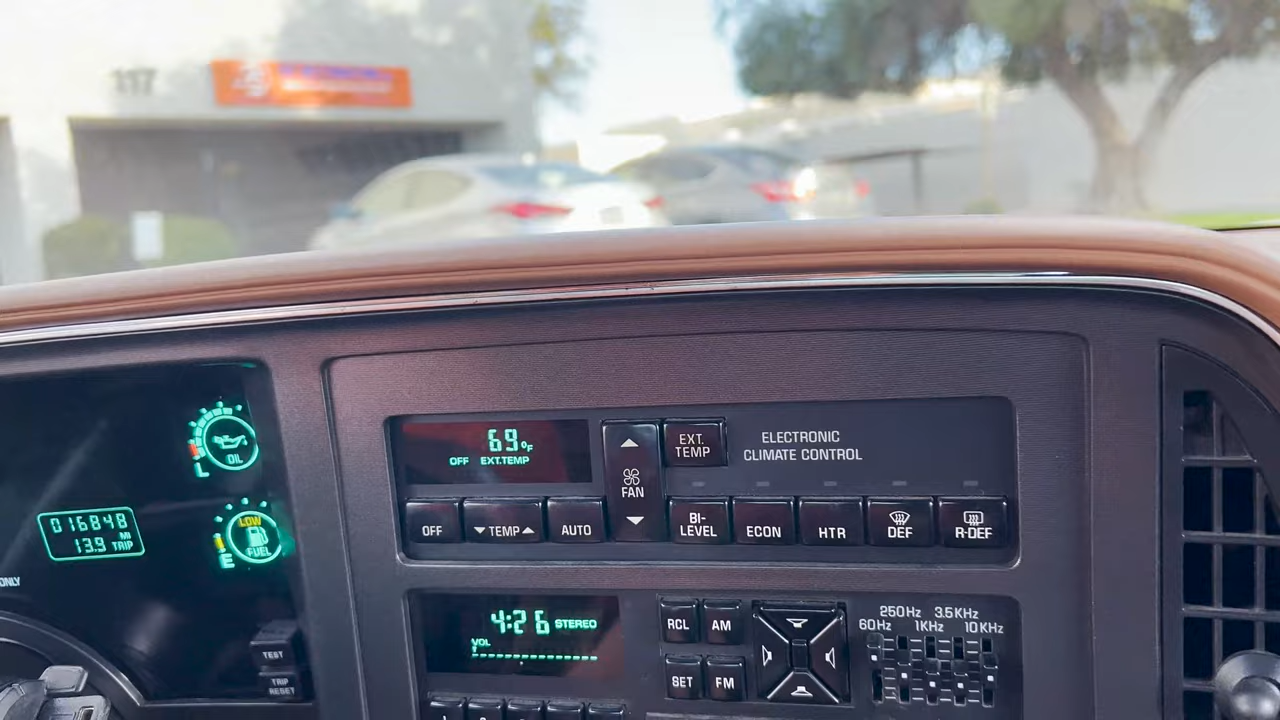 117
OIL
L
016848
MI
13.9 TRIP
LOW
FUEL
E
ONLY
TEST
TRIP
RESET
69°F
OFF EXT.TEMP
FAN
EXT.
TEMP
ELECTRONIC
CLIMATE CONTROL
OFF
TEMP
AUTO
BI-
LEVEL
ECON
HTR
DEF
R-DEF
4:26 STEREO
VOL
RCL
AM
SET
FM
250Hz 3.5KHz
60Hz 1KHz 10KHz